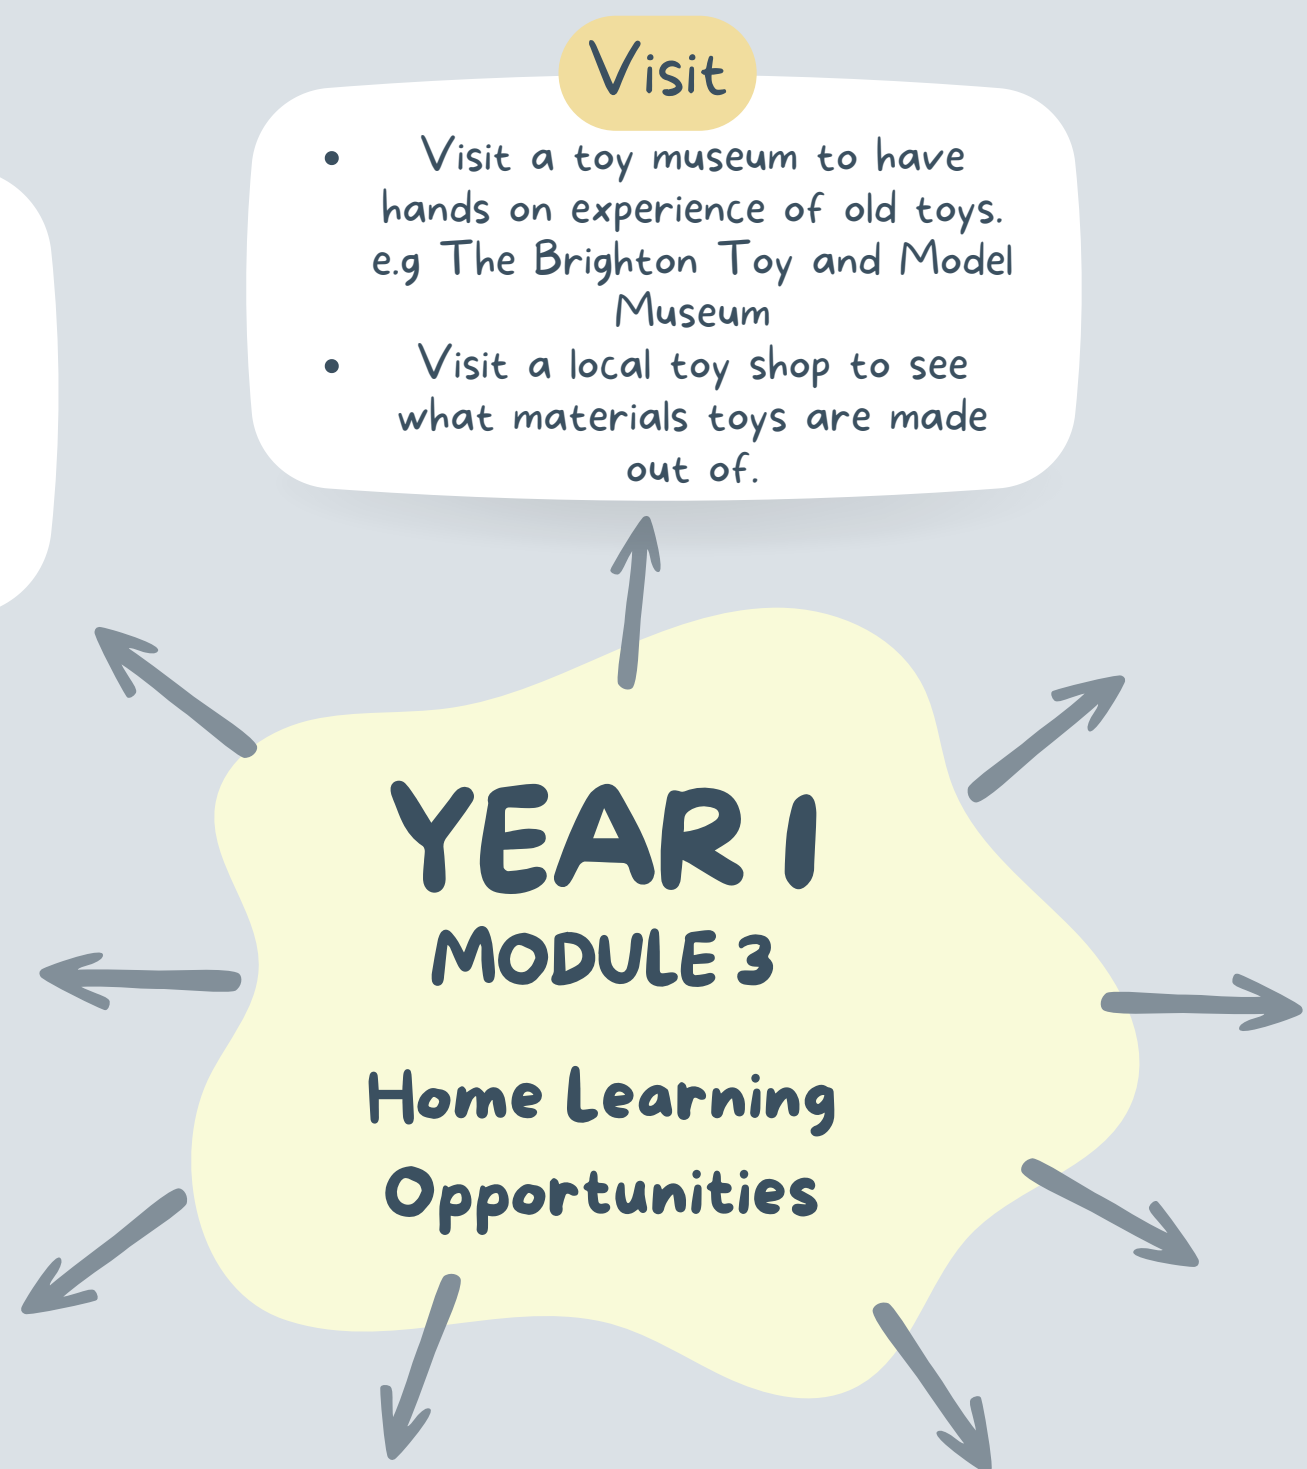 Visit
• Visit a toy museum to have
hands on experience of old toys.
e.g The Brighton Toy and Model
Museum
• Visit a local toy shop to see
what materials toys are made
out of.
YEAR 1
MODULE 3
Home Learning
Opportunities